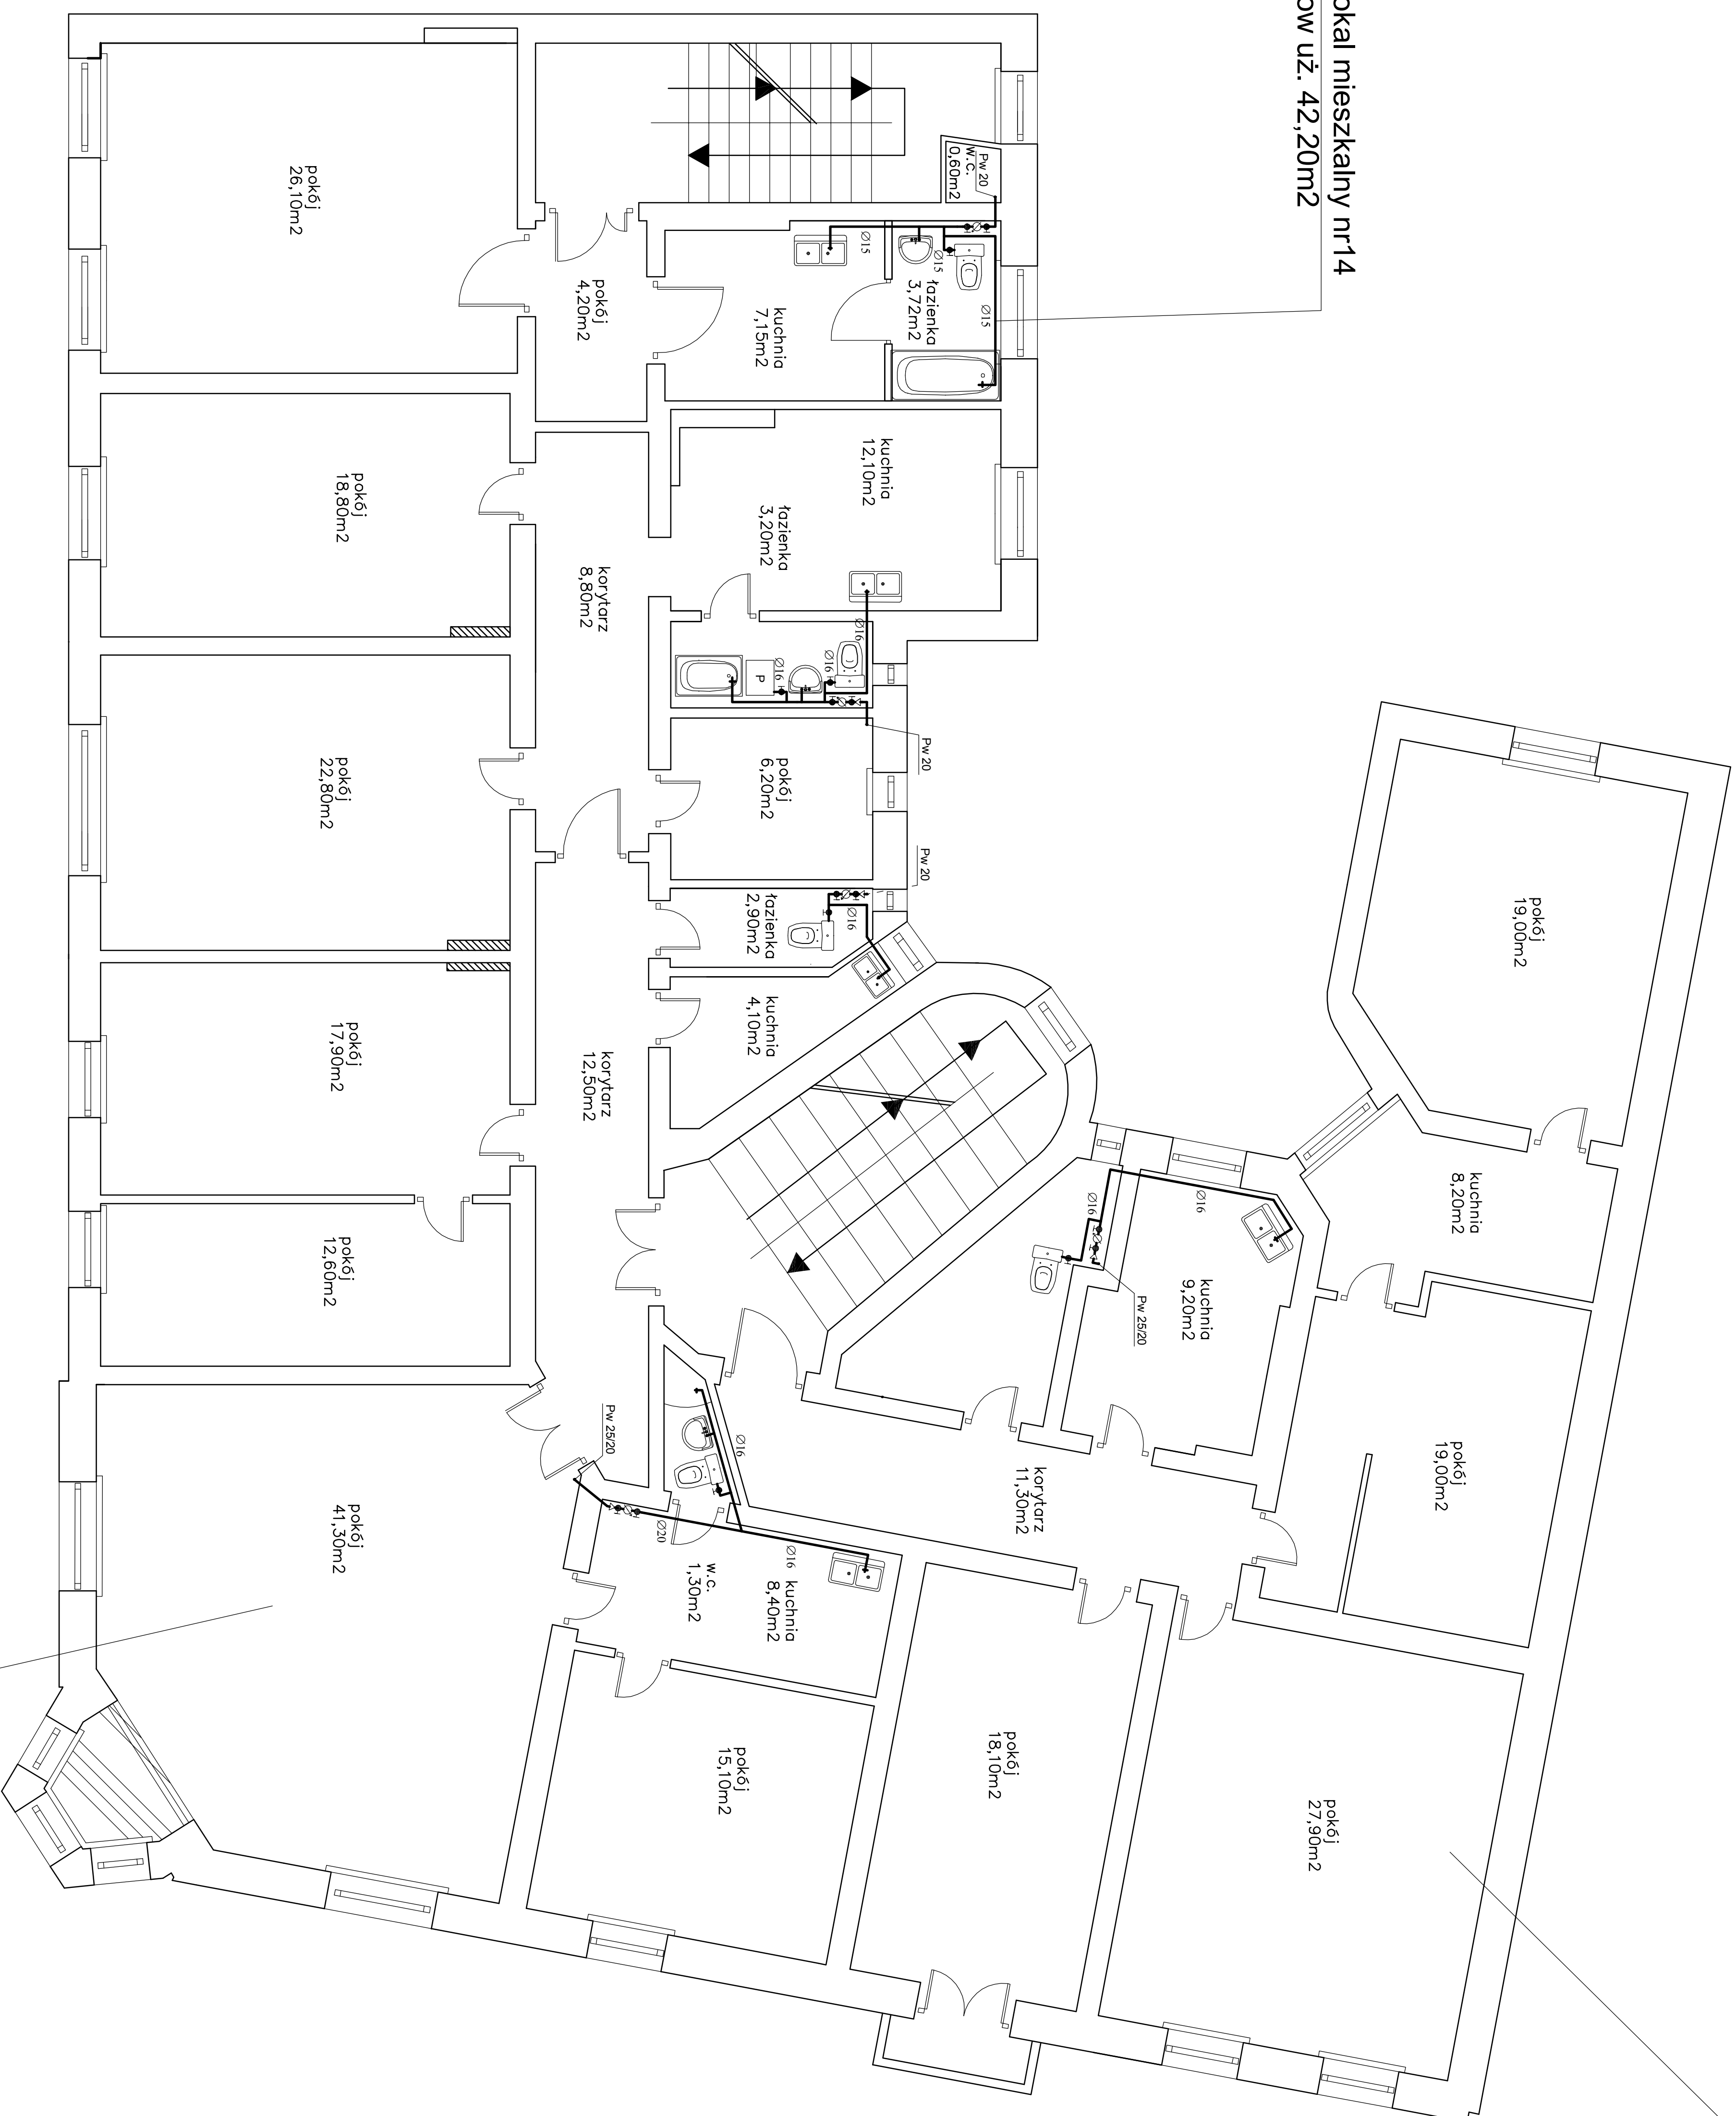 okal mieszkalny nr14
ow uż. 42,20m2
Pw 20
w.c.
0,60m2
pokój
26,10m2
pokój
4,20m2
kuchnia
7,15m2
łazienka
3,72m2
Ø15
Ø15
Ø15
kuchnia
12,10m2
łazienka
3,20m2
pokój
18,80m2
korytarz
8,80m2
Ø16
Ø16
Ø16
P
Pw 20
pokój
22,80m2
pokój
6,20m2
Pw 20
łazienka
2,90m2
Ø16
kuchnia
4,10m2
pokój
17,90m2
korytarz
12,50m2
pokój
12,60m2
pokój
19,00m2
kuchnia
8,20m2
Ø16
Ø16
kuchnia
9,20m2
Pw 25/20
pokój
19,00m2
korytarz
11,30m2
Pw 25/20
Ø16
Ø20
pokój
41,30m2
w.c.
1,30m2
Ø16
kuchnia
8,40m2
pokój
15,10m2
pokój
18,10m2
pokój
27,90m2